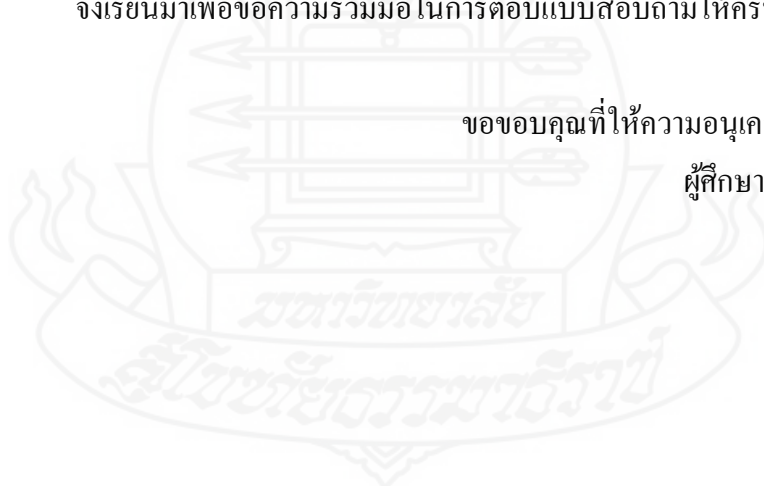 จึงเรียนมาเพื่อขอความร่วมมือในการตอบแบบสอบถามให้
ขอขอบคุณที่ให้ความ
ผู้ศึกษา
มหาวิทยาลัย
สุโขทัยธรรมาธิราช